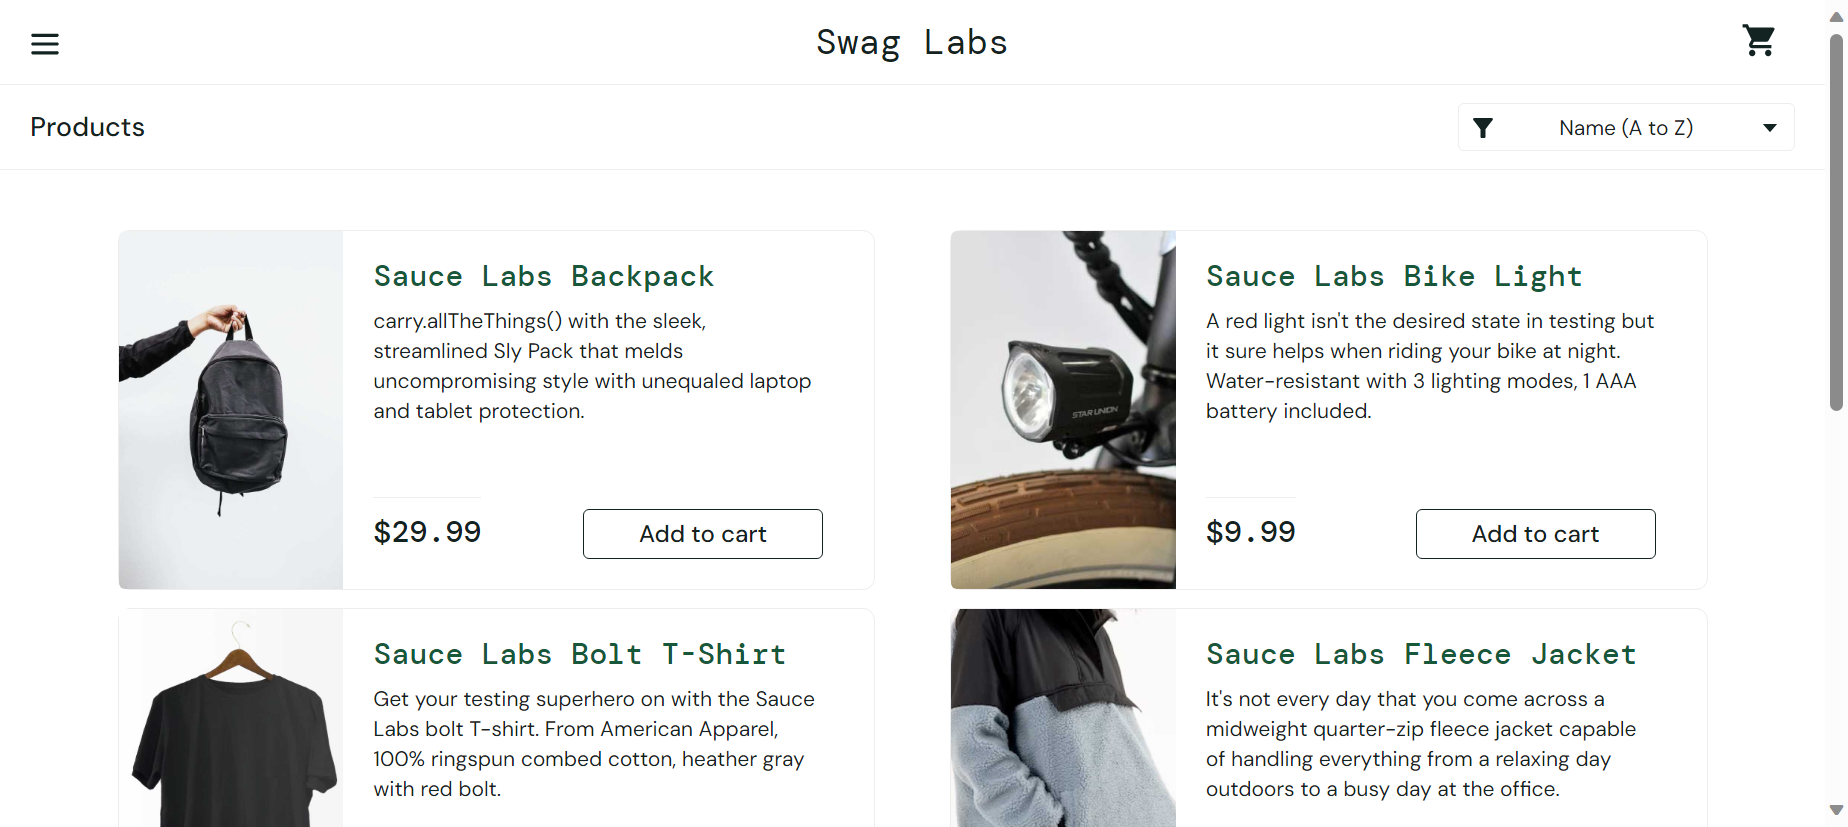 Swag Labs
Products
Name (A to Z)
Sauce Labs Backpack
carry.allTheThings() with the sleek,
streamlined Sly Pack that melds
uncompromising style with unequaled laptop
and tablet protection.
$29.99
Add to cart
Sauce Labs Bike Light
A red light isn't the desired state in testing but
it sure helps when riding your bike at night.
Water-resistant with 3 lighting modes, 1 AAA
battery included.
STAR UNION
$9.99
Add to cart
Sauce Labs Bolt T-Shirt
Get your testing superhero on with the Sauce
Labs bolt T-shirt. From American Apparel,
100% ringspun combed cotton, heather gray
with red bolt.
Sauce Labs Fleece Jacket
It's not every day that you come across a
midweight quarter-zip fleece jacket capable
of handling everything from a relaxing day
outdoors to a busy day at the office.